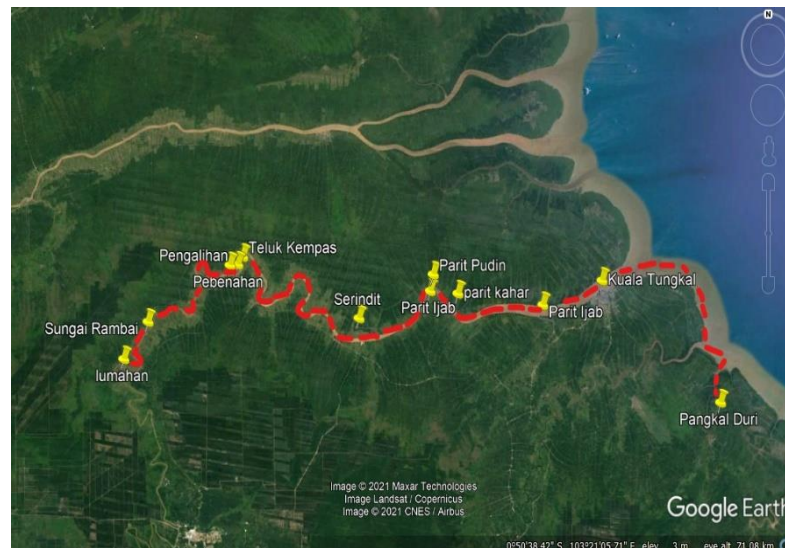 N
Pengalihan
Teluk Kempas
Pebenahan
Parit Pudin
Serindit
Parit Ijab
parit kahar
Parit Ijab
Kuala Tungkal
Sungai Rambai
lumahan
Pangkal Duri
Image © 2021 Maxar Technologies
Image Landsat / Copernicus
Image © 2021 CNES / Airbus
Google Earth
0°50'38.42" S 103°21'05.71" E elev 3 m eye alt 71.08 km